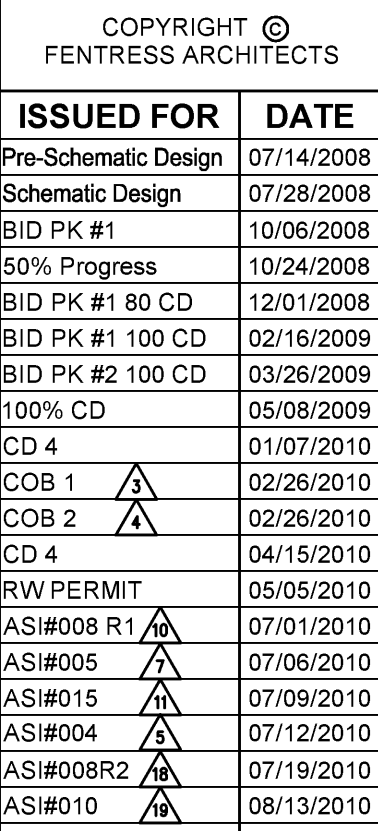 COPYRIGHT ©
FENTRESS ARCHITECTS
ISSUED FOR DATE
Pre-Schematic Design 07/14/2008
Schematic Design 07/28/2008
BID PK #1 10/06/2008
50% Progress 10/24/2008
BID PK #1 80 CD 12/01/2008
BID PK #1 100 CD 02/16/2009
BID PK #2 100 CD 03/26/2009
100% CD 05/08/2009
CD 4 01/07/2010
COB 1 3 02/26/2010
COB 2 4 02/26/2010
CD 4 04/15/2010
RW PERMIT 05/05/2010
ASI#008 R1 10 07/01/2010
ASI#005 7 07/06/2010
ASI#015 11 07/09/2010
ASI#004 5 07/12/2010
ASI#008R2 18 07/19/2010
ASI#010 19 08/13/2010